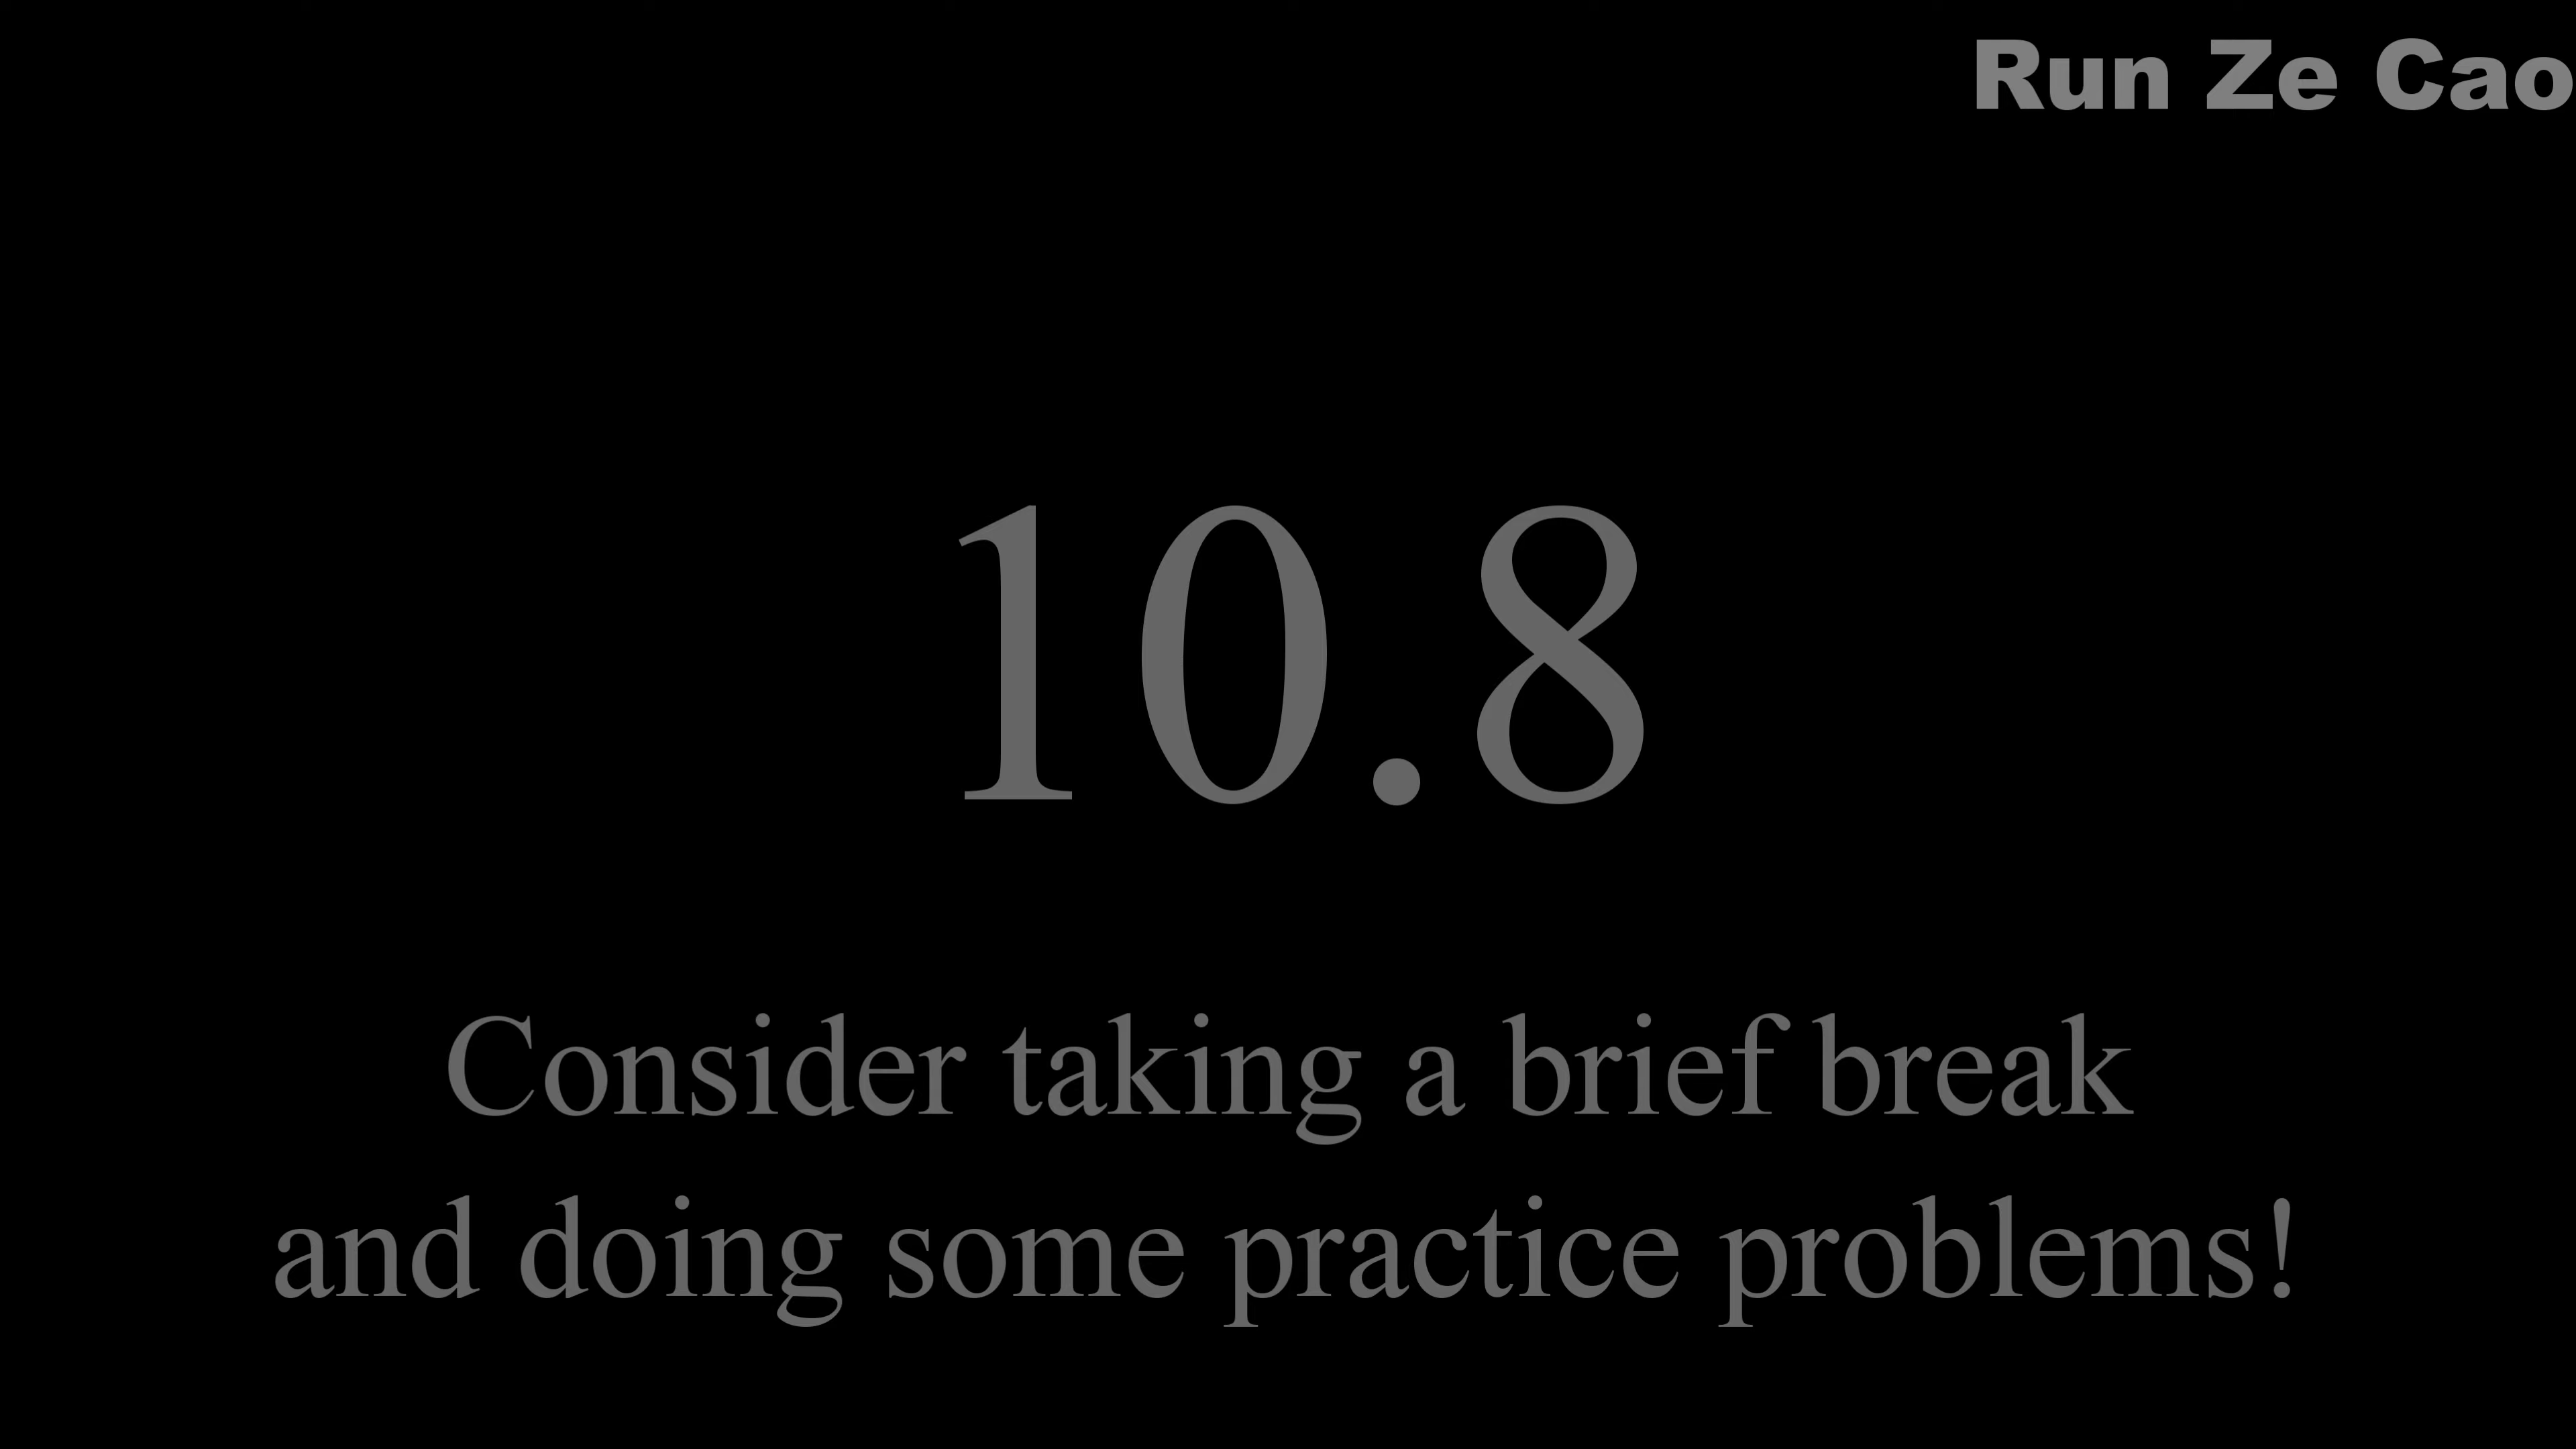 Run Ze Cao
10.8
Consider taking a brief break
and doing some practice problems!